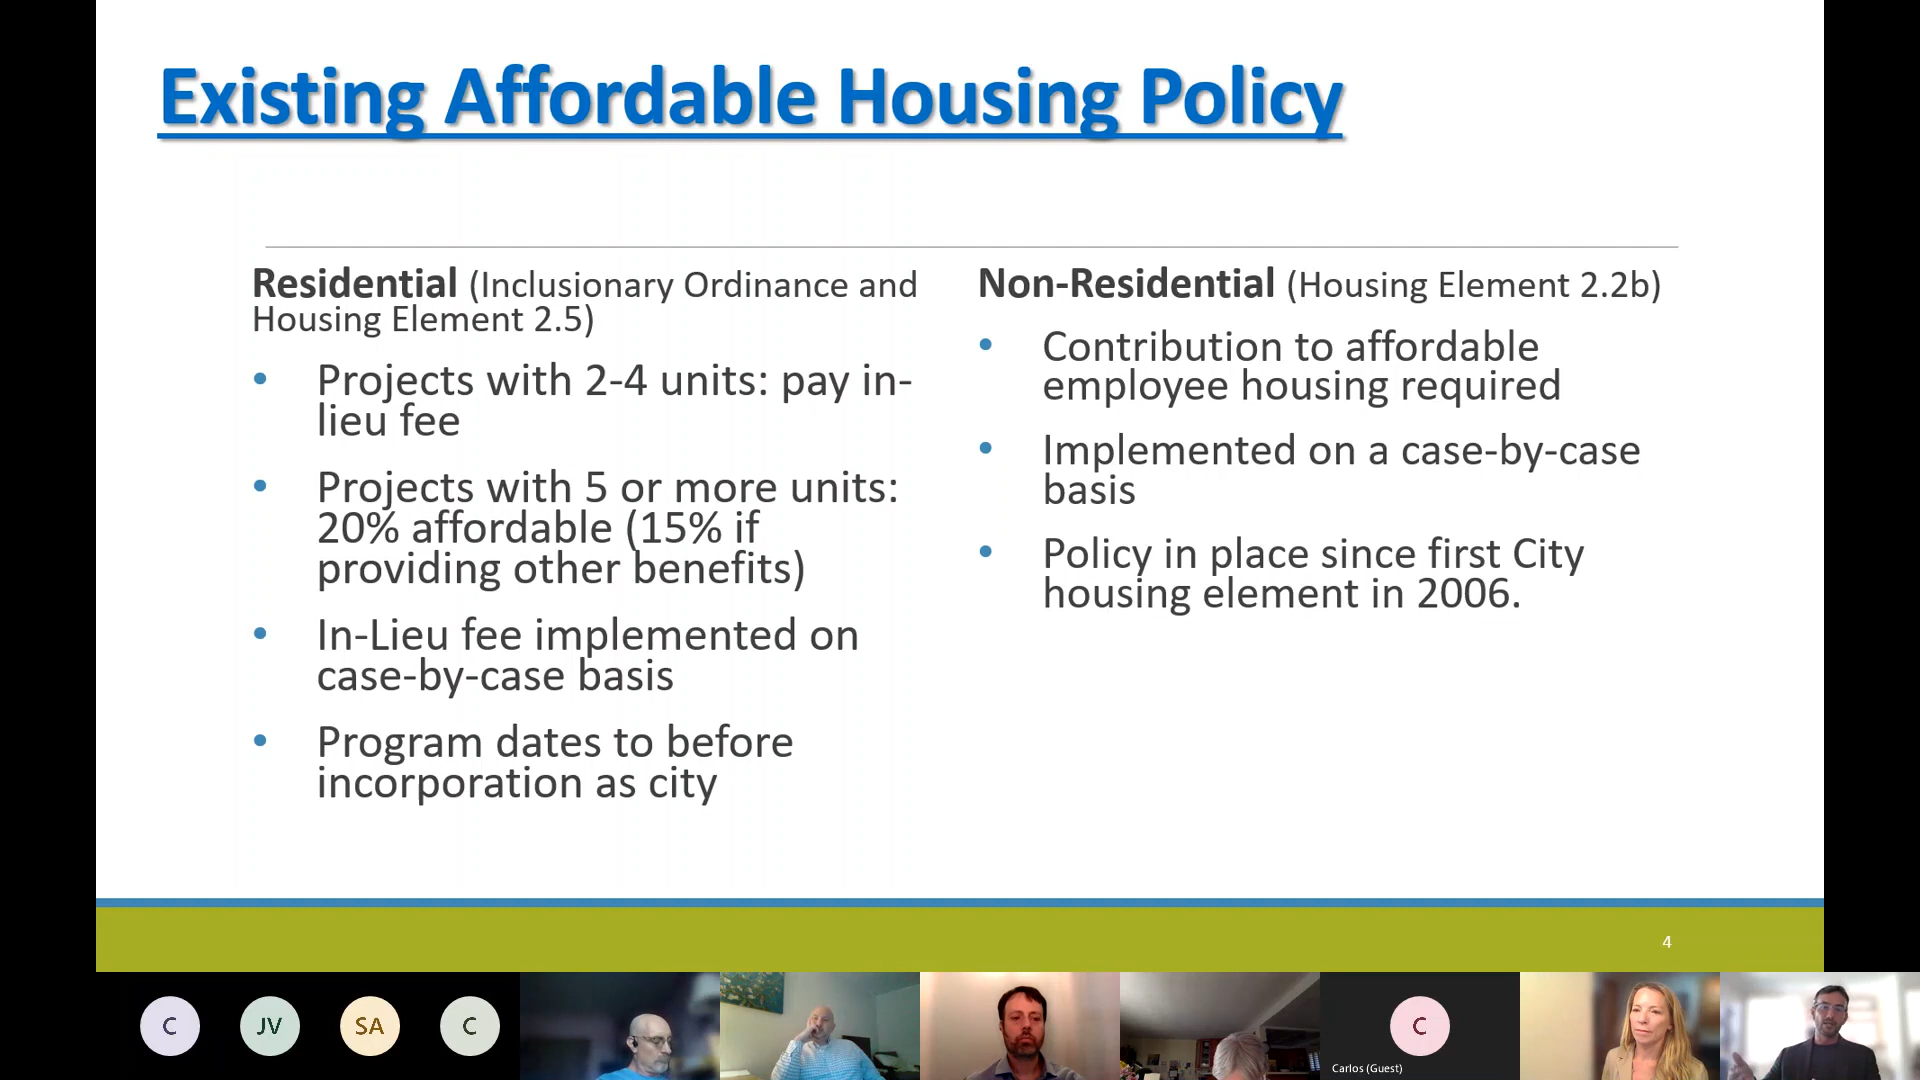 Existing Affordable Housing Policy
Residential (Inclusionary Ordinance and
Housing Element 2.5)
• Projects with 2-4 units: pay in-
lieu fee
• Projects with 5 or more units:
20% affordable (15% if
providing other benefits)
• In-Lieu fee implemented on
case-by-case basis
• Program dates to before
incorporation as city
Non-Residential (Housing Element 2.2b)
• Contribution to affordable
employee housing required
• Implemented on a case-by-case
basis
• Policy in place since first City
housing element in 2006.
4
C
JV
SA
C
C
Carlos (Guest)